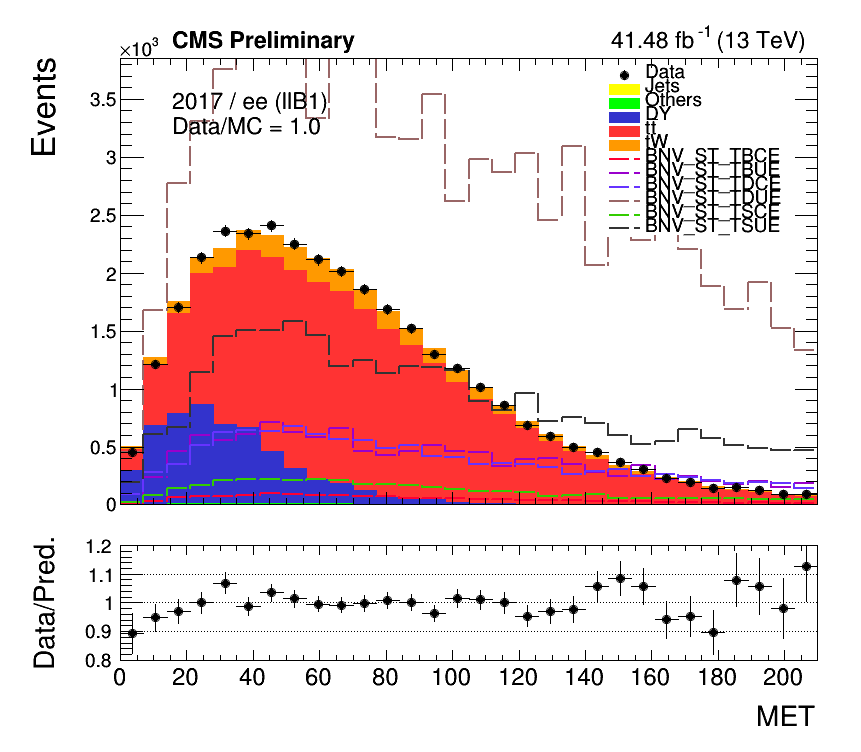 ×10³ CMS Preliminary 41.48 fb⁻¹ (13 TeV)
Events
2017 / ee (llB1)
Data/MC = 1.0
Data
Jets
Others
DY
tt
tW
BNV_ST_TBCE
BNV_ST_TBUE
BNV_ST_TDCE
BNV_ST_TDUE
BNV_ST_TSCE
BNV_ST_TSUE
3.5
3
2.5
2
1.5
1
0.5
0
Data/Pred.
1.2
1.1
1
0.9
0.8
0 20 40 60 80 100 120 140 160 180 200
MET